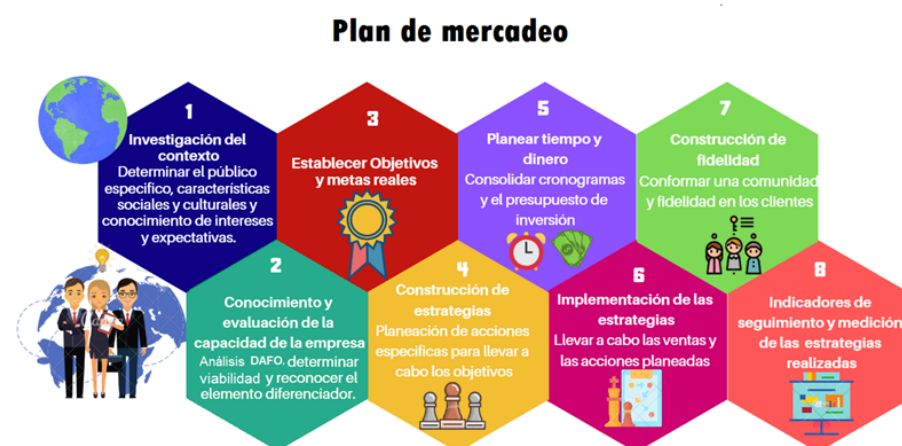 Plan de mercadeo
1
Investigación del
contexto
Determinar el público
especifico, características
sociales y culturales y
conocimiento de intereses
y expectativas.
2
Conocimiento y
evaluación de la
capacidad de la empresa
Análisis DAFO, determinar
viabilidad y reconocer el
elemento diferenciador.
3
Establecer Objetivos
y metas reales
4
Construcción de
estrategias
Planeación de acciones
especificas para llevar a
cabo los objetivos
5
Planear tiempo y
dinero
Consolidar cronogramas
y el presupuesto de
inversión
6
Implementación de las
estrategias
Llevar a cabo las ventas y
las acciones planeadas
7
Construcción de
fidelidad
Conformar una comunidad
y fidelidad en los clientes
8
Indicadores de
seguimiento y medición
de las estrategias
realizadas